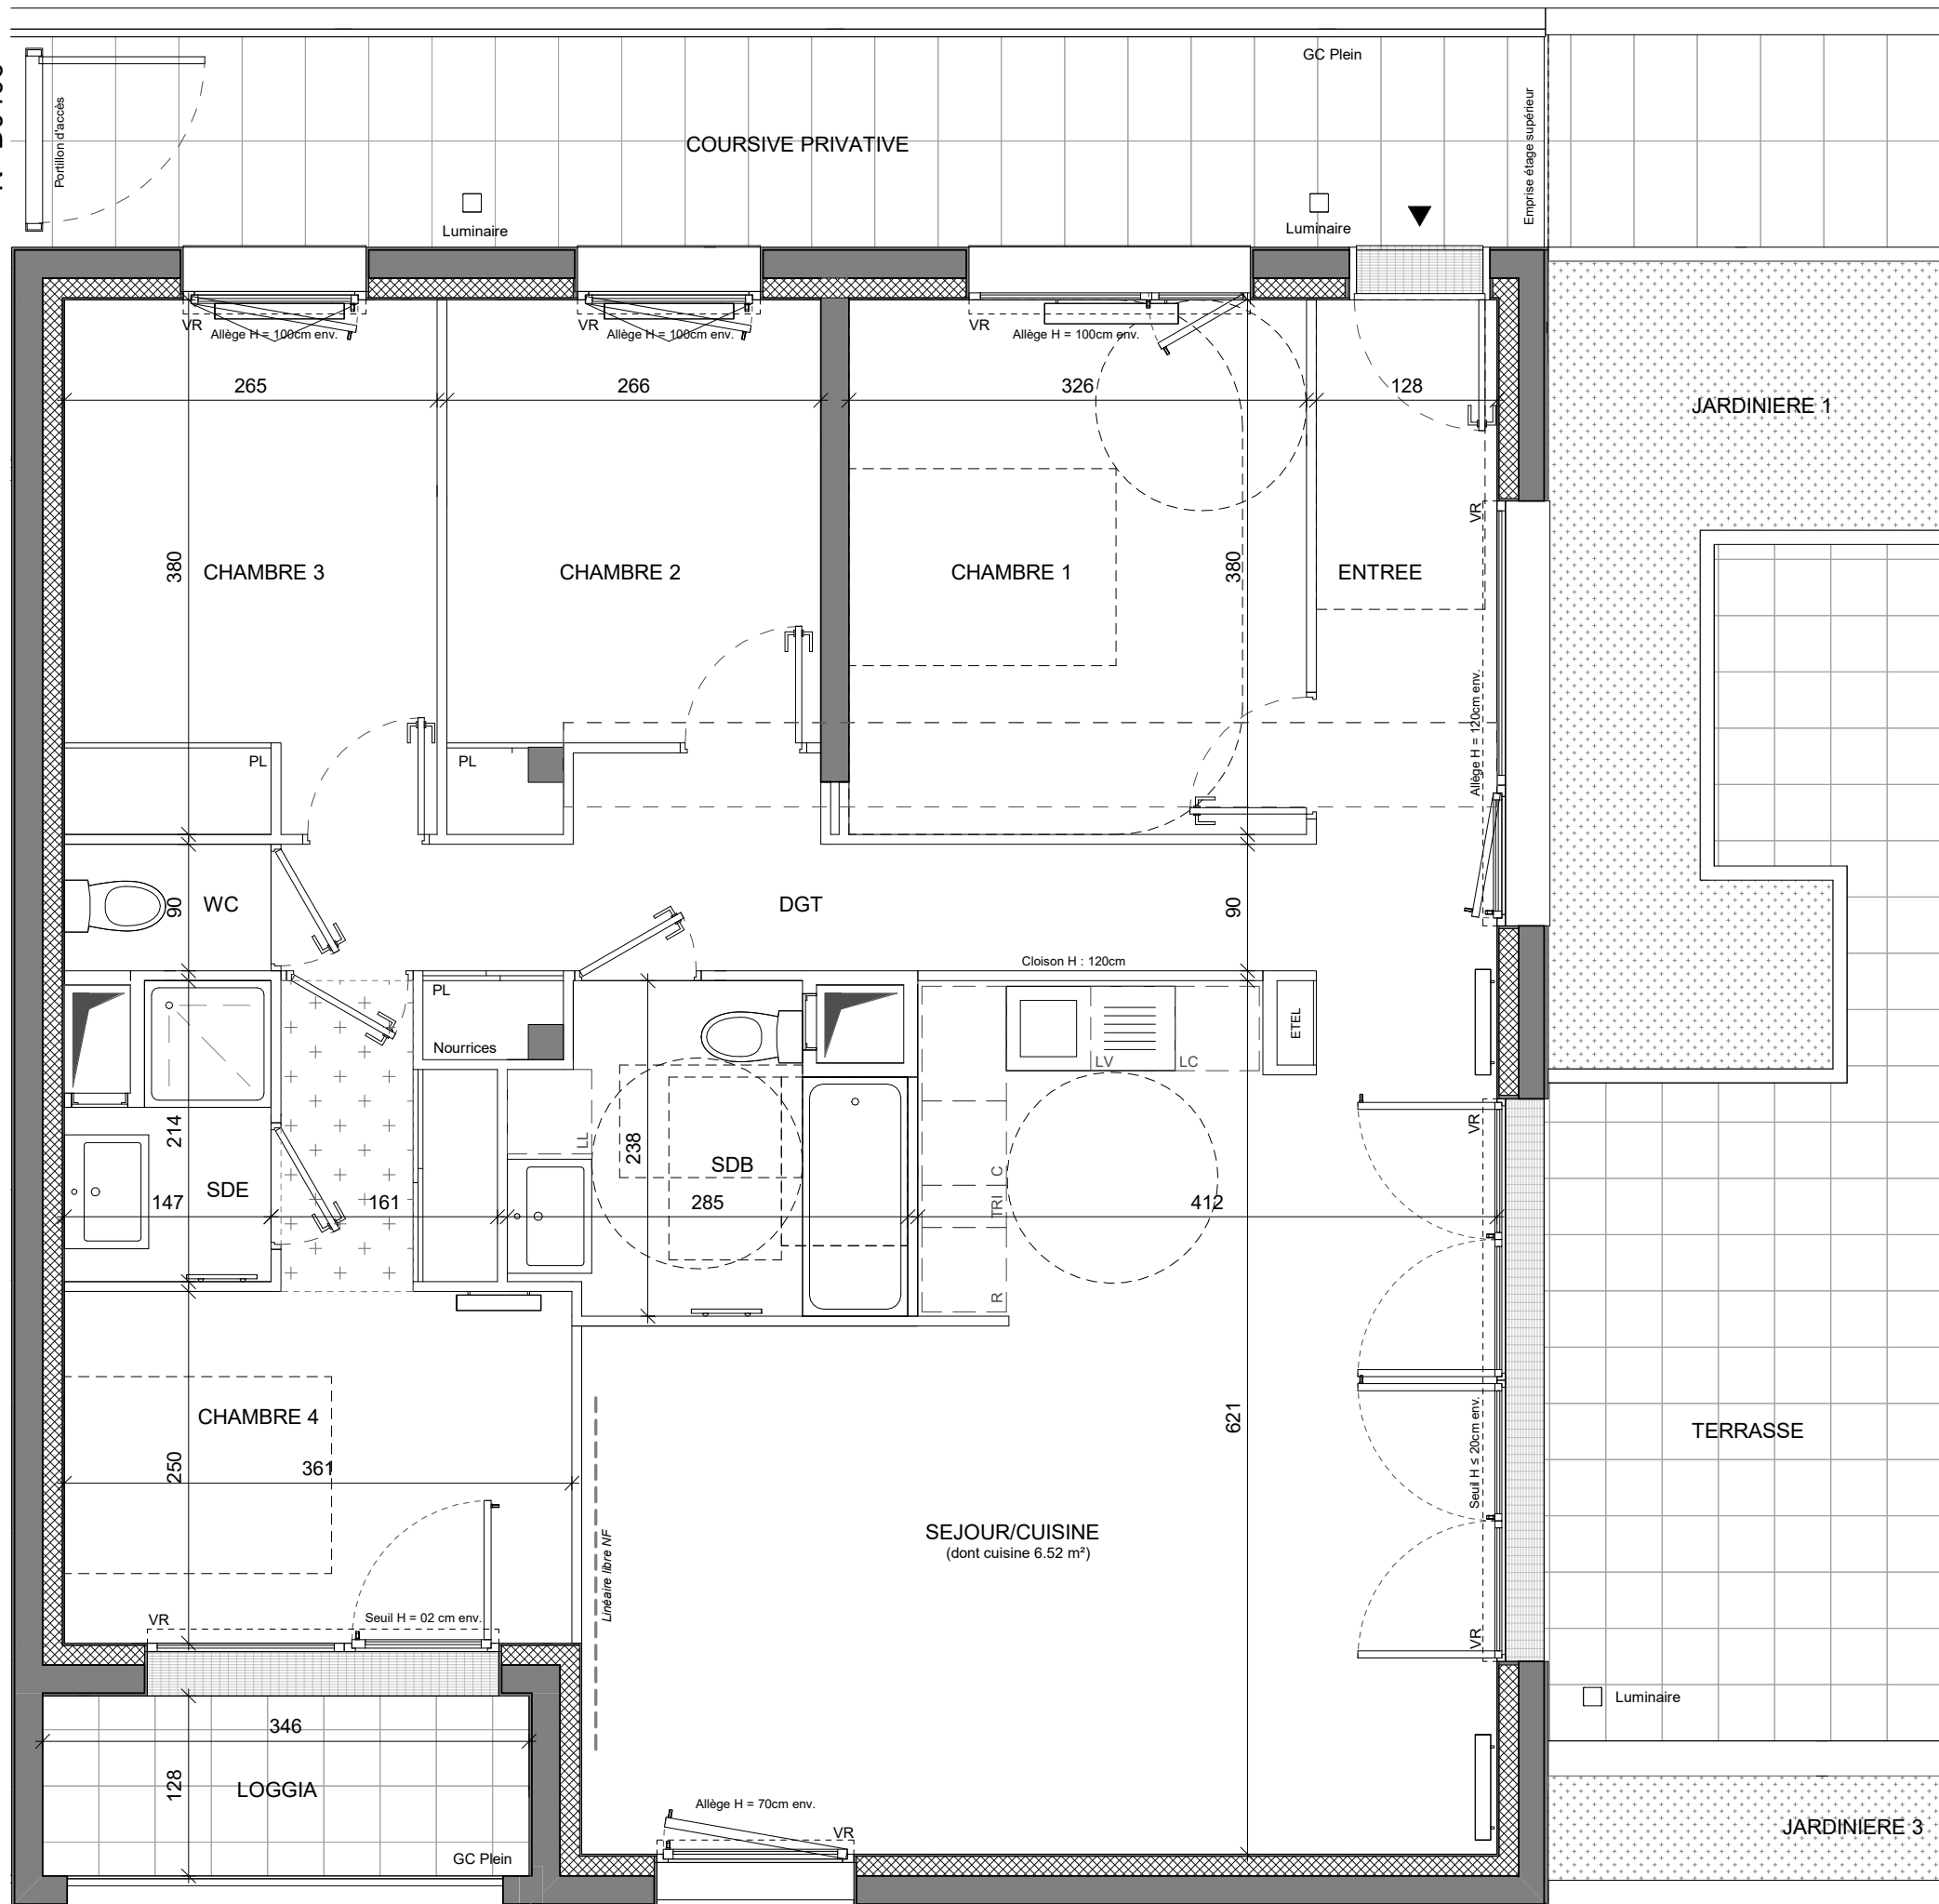 GC Plein
Portillon d'accès
COURSIVE PRIVATIVE
Emprise étage supérieur
Luminaire
Luminaire
VR
Allège H = 100cm env.
VR
Allège H = 100cm env.
VR
Allège H = 100cm env.
265
266
326
128
JARDINIERE 1
VR
380
CHAMBRE 3
CHAMBRE 2
CHAMBRE 1
380
ENTREE
Allège H = 120cm env.
PL
PL
90
WC
DGT
90
Cloison H : 120cm
PL
Nourrices
ETEL
LV
LC
214
LL
238
VR
147
SDE
161
SDB
285
C
TRI
R
412
CHAMBRE 4
250
361
621
Seuil H ≤ 20cm env.
TERRASSE
SEJOUR/CUISINE
(dont cuisine 6.52 m²)
Linéaire libre NF
VR
Seuil H = 02 cm env.
VR
Luminaire
346
128
LOGGIA
GC Plein
Allège H = 70cm env.
VR
JARDINIERE 3